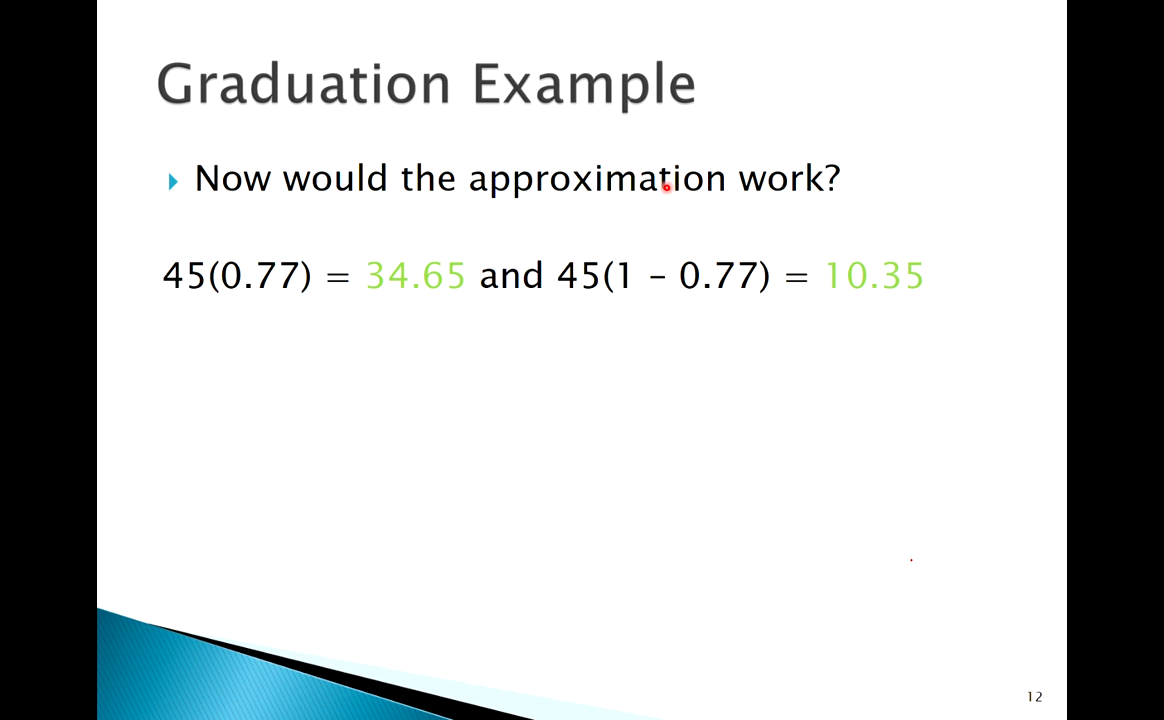 Graduation Example
Now would the approximation work?
45(0.77) = 34.65 and 45(1 – 0.77) = 10.35
12